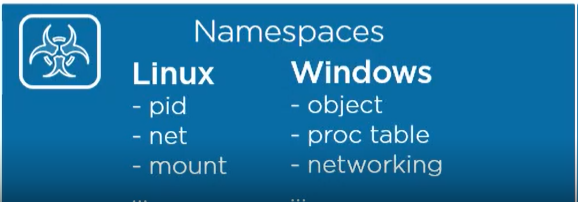 Namespaces
Linux Windows
- pid - object
- net - proc table
- mount - networking
... ...